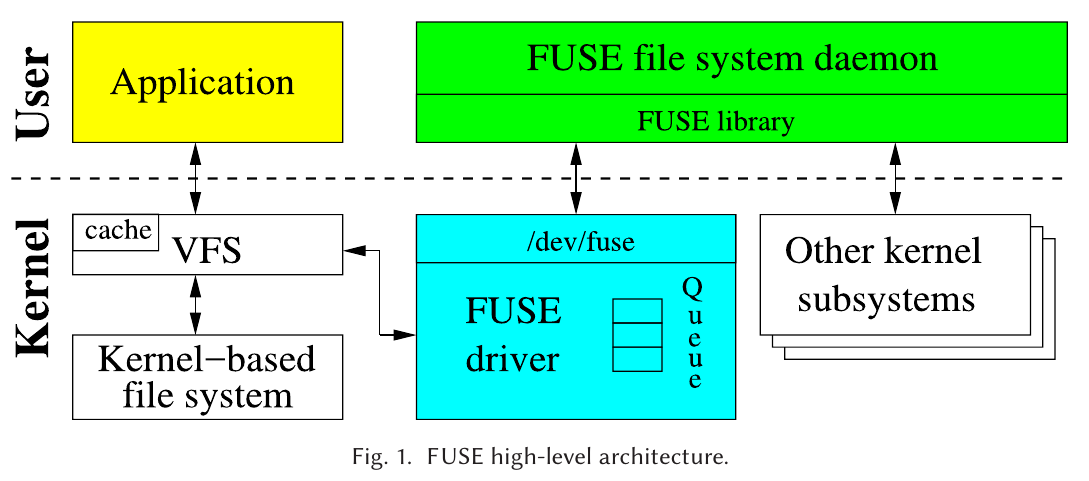 User
Application
FUSE file system daemon
FUSE library
Kernel
cache
VFS
Kernel−based
file system
/dev/fuse
FUSE
driver
Queue
Other kernel
subsystems
Fig. 1. FUSE high-level architecture.